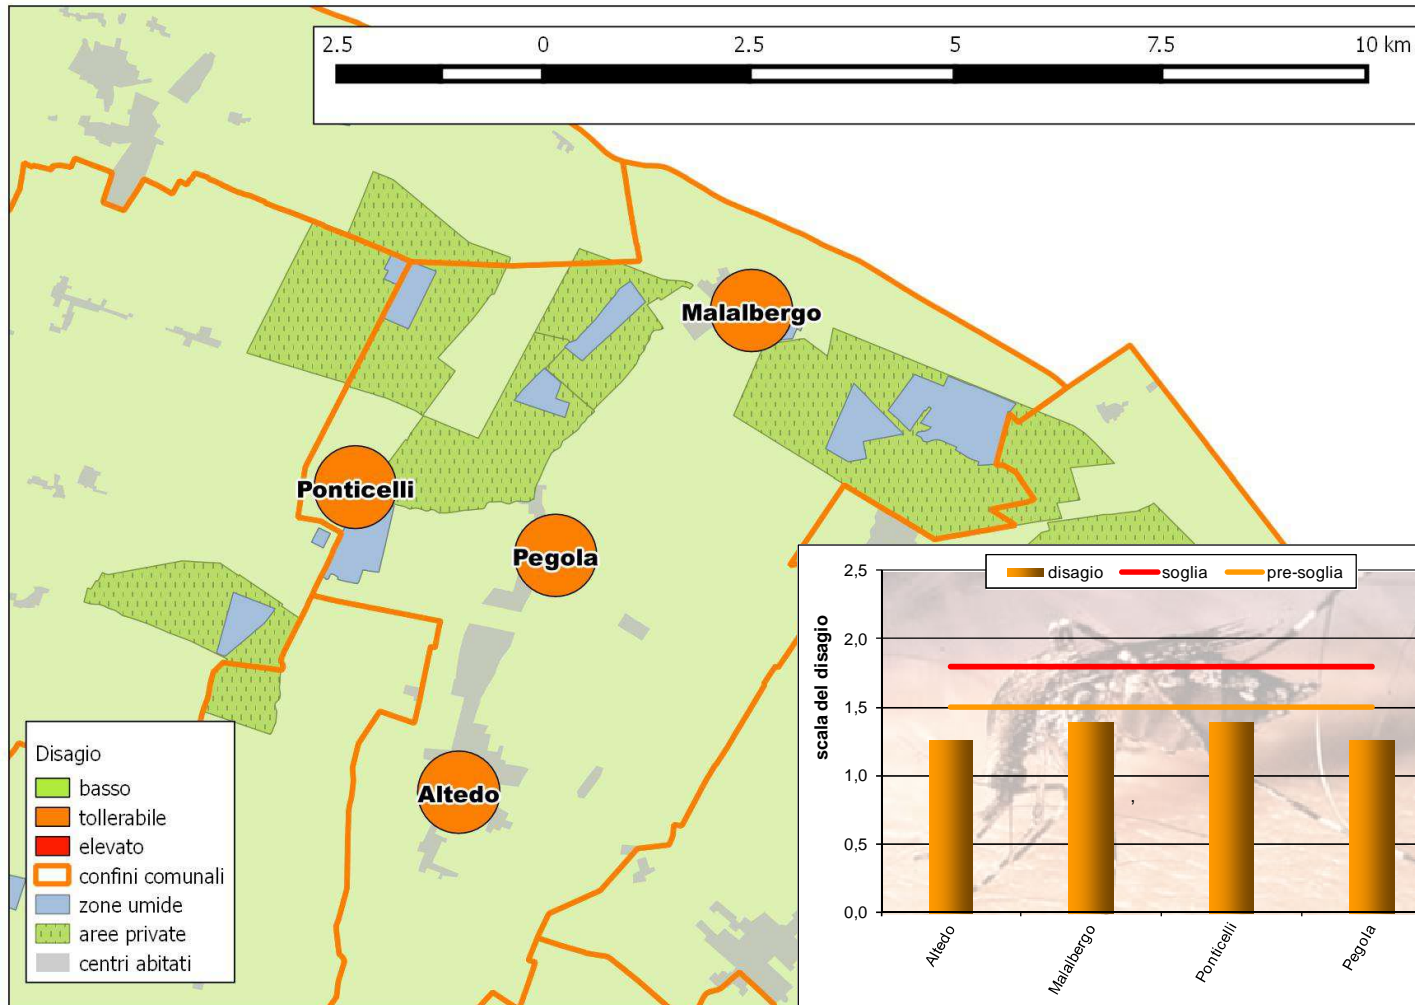 2.5 0 2.5 5 7.5 10 km
Malalbergo
Ponticelli
Pegola
Altedo
Disagio
basso
tollerabile
elevato
confini comunali
zone umide
aree private
centri abitati
disagio soglia pre-soglia
scala del disagio
2,5
2,0
1,5
1,0
0,5
0,0
,
Altedo
Malalbergo
Ponticelli
Pegola